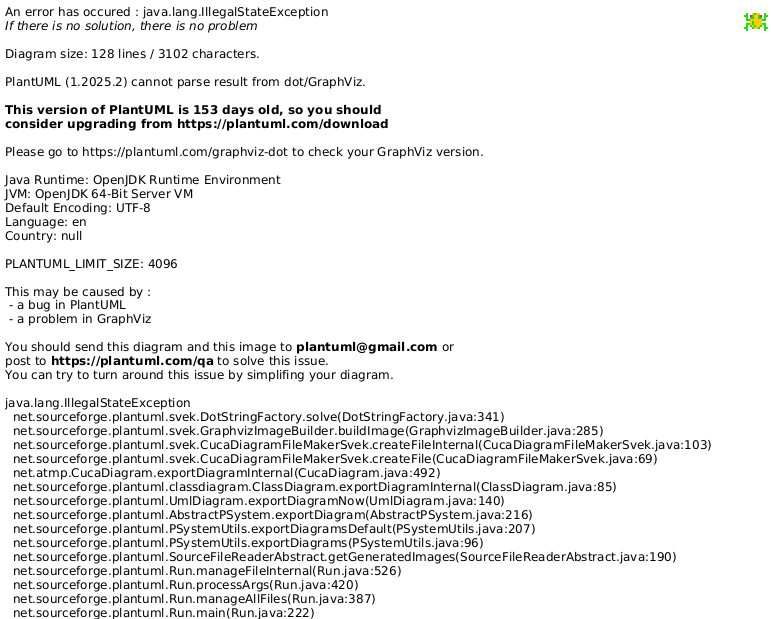 An error has occured : java.lang.IllegalStateException
If there is no solution, there is no problem
Diagram size: 128 lines / 3102 characters.
PlantUML (1.2025.2) cannot parse result from dot/GraphViz.
This version of PlantUML is 153 days old, so you should
consider upgrading from https://plantuml.com/download
Please go to https://plantuml.com/graphviz-dot to check your GraphViz version.
Java Runtime: OpenJDK Runtime Environment
JVM: OpenJDK 64-Bit Server VM
Default Encoding: UTF-8
Language: en
Country: null
PLANTUML_LIMIT_SIZE: 4096
This may be caused by :
- a bug in PlantUML
- a problem in GraphViz
You should send this diagram and this image to plantuml@gmail.com or
post to https://plantuml.com/qa to solve this issue.
You can try to turn around this issue by simplifing your diagram.
java.lang.IllegalStateException
net.sourceforge.plantuml.svek.DotStringFactory.solve(DotStringFactory.java:341)
net.sourceforge.plantuml.svek.GraphvizImageBuilder.buildImage(GraphvizImageBuilder.java:285)
net.sourceforge.plantuml.svek.CucaDiagramFileMakerSvek.createFileInternal(CucaDiagramFileMakerSvek.java:103)
net.sourceforge.plantuml.svek.CucaDiagramFileMakerSvek.createFile(CucaDiagramFileMakerSvek.java:69)
net.atmp.CucaDiagram.exportDiagramInternal(CucaDiagram.java:492)
net.sourceforge.plantuml.classdiagram.ClassDiagram.exportDiagramInternal(ClassDiagram.java:85)
net.sourceforge.plantuml.UmlDiagram.exportDiagramNow(UmlDiagram.java:140)
net.sourceforge.plantuml.AbstractPSystem.exportDiagram(AbstractPSystem.java:216)
net.sourceforge.plantuml.PSystemUtils.exportDiagramsDefault(PSystemUtils.java:207)
net.sourceforge.plantuml.PSystemUtils.exportDiagrams(PSystemUtils.java:96)
net.sourceforge.plantuml.SourceFileReaderAbstract.getGeneratedImages(SourceFileReaderAbstract.java:190)
net.sourceforge.plantuml.Run.manageFileInternal(Run.java:526)
net.sourceforge.plantuml.Run.processArgs(Run.java:420)
net.sourceforge.plantuml.Run.manageAllFiles(Run.java:387)
net.sourceforge.plantuml.Run.main(Run.java:222)